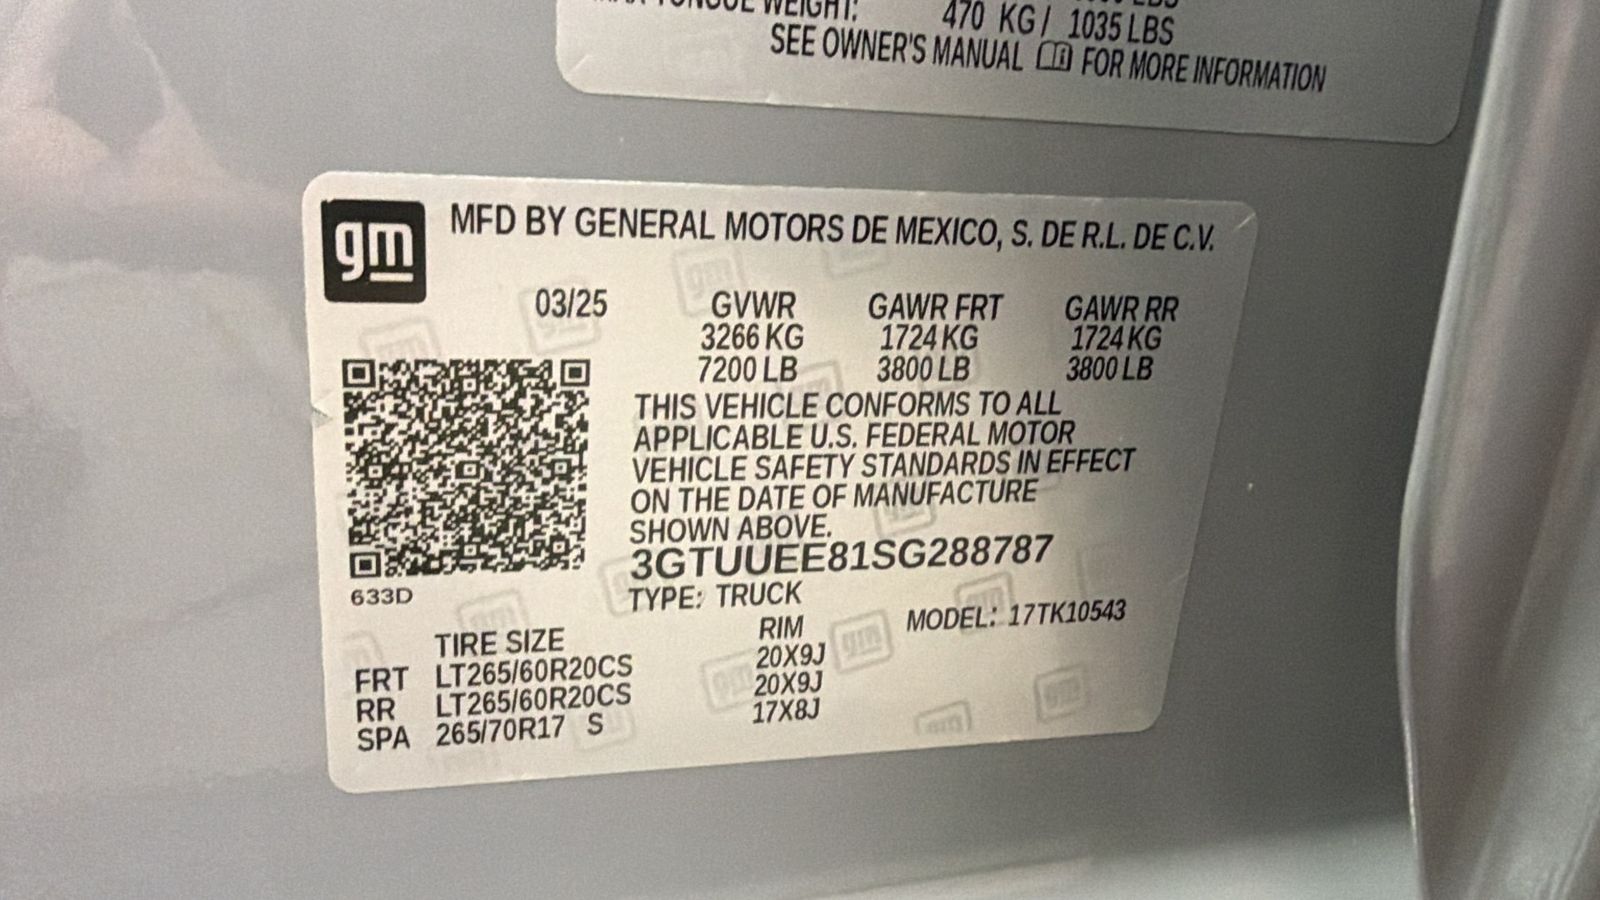 MAX TONGUE WEIGHT: 470 KG / 1035 LBS
SEE OWNER'S MANUAL FOR MORE INFORMATION
gm
MFD BY GENERAL MOTORS DE MEXICO, S. DE R.L. DE C.V.
03/25 GVWR GAWR FRT GAWR RR
3266 KG 1724 KG 1724 KG
7200 LB 3800 LB 3800 LB
THIS VEHICLE CONFORMS TO ALL
APPLICABLE U.S. FEDERAL MOTOR
VEHICLE SAFETY STANDARDS IN EFFECT
ON THE DATE OF MANUFACTURE
SHOWN ABOVE.
3GTUUEE81SG288787
633D
TYPE: TRUCK
MODEL: 17TK10543
TIRE SIZE RIM
FRT LT265/60R20CS 20X9J
RR LT265/60R20CS 20X9J
SPA 265/70R17 S 17X8J